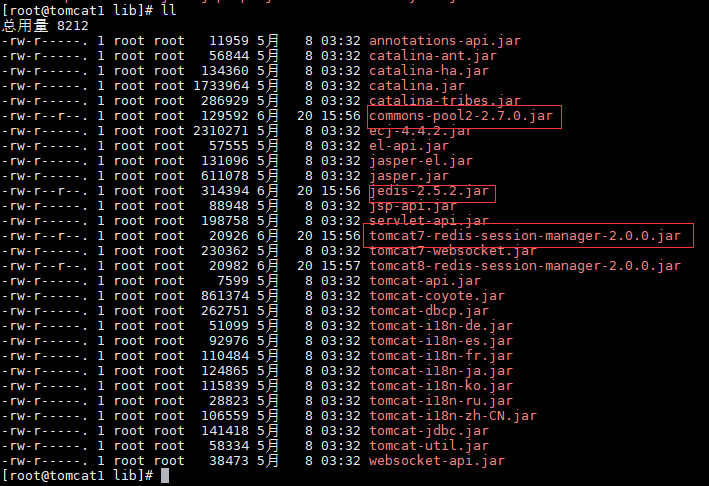 [root@tomcat1 lib]# ll
总用量 8212
-rw-r-----. 1 root root   11959 5月   8 03:32 annotations-api.jar
-rw-r-----. 1 root root   56844 5月   8 03:32 catalina-ant.jar
-rw-r-----. 1 root root  134360 5月   8 03:32 catalina-ha.jar
-rw-r-----. 1 root root 1733964 5月   8 03:32 catalina.jar
-rw-r-----. 1 root root  286929 5月   8 03:32 catalina-tribes.jar
-rw-r--r--. 1 root root  129592 6月  20 15:56 commons-pool2-2.7.0.jar
-rw-r-----. 1 root root 2310271 5月   8 03:32 ecj-4.4.2.jar
-rw-r-----. 1 root root   57555 5月   8 03:32 el-api.jar
-rw-r-----. 1 root root  131096 5月   8 03:32 jasper-el.jar
-rw-r-----. 1 root root  611078 5月   8 03:32 jasper.jar
-rw-r--r--. 1 root root  314394 6月  20 15:56 jedis-2.5.2.jar
-rw-r-----. 1 root root   88948 5月   8 03:32 jsp-api.jar
-rw-r-----. 1 root root  198758 5月   8 03:32 servlet-api.jar
-rw-r--r--. 1 root root   20926 6月  20 15:56 tomcat7-redis-session-manager-2.0.0.jar
-rw-r-----. 1 root root  230362 5月   8 03:32 tomcat7-websocket.jar
-rw-r--r--. 1 root root   20982 6月  20 15:57 tomcat8-redis-session-manager-2.0.0.jar
-rw-r-----. 1 root root    7599 5月   8 03:32 tomcat-api.jar
-rw-r-----. 1 root root  861374 5月   8 03:32 tomcat-coyote.jar
-rw-r-----. 1 root root  262751 5月   8 03:32 tomcat-dbcp.jar
-rw-r-----. 1 root root   51099 5月   8 03:32 tomcat-i18n-de.jar
-rw-r-----. 1 root root   92976 5月   8 03:32 tomcat-i18n-es.jar
-rw-r-----. 1 root root  110484 5月   8 03:32 tomcat-i18n-fr.jar
-rw-r-----. 1 root root  124865 5月   8 03:32 tomcat-i18n-ja.jar
-rw-r-----. 1 root root  115839 5月   8 03:32 tomcat-i18n-ko.jar
-rw-r-----. 1 root root   28823 5月   8 03:32 tomcat-i18n-ru.jar
-rw-r-----. 1 root root  106559 5月   8 03:32 tomcat-i18n-zh-CN.jar
-rw-r-----. 1 root root  141418 5月   8 03:32 tomcat-jdbc.jar
-rw-r-----. 1 root root   58334 5月   8 03:32 tomcat-util.jar
-rw-r-----. 1 root root   38473 5月   8 03:32 websocket-api.jar
[root@tomcat1 lib]#